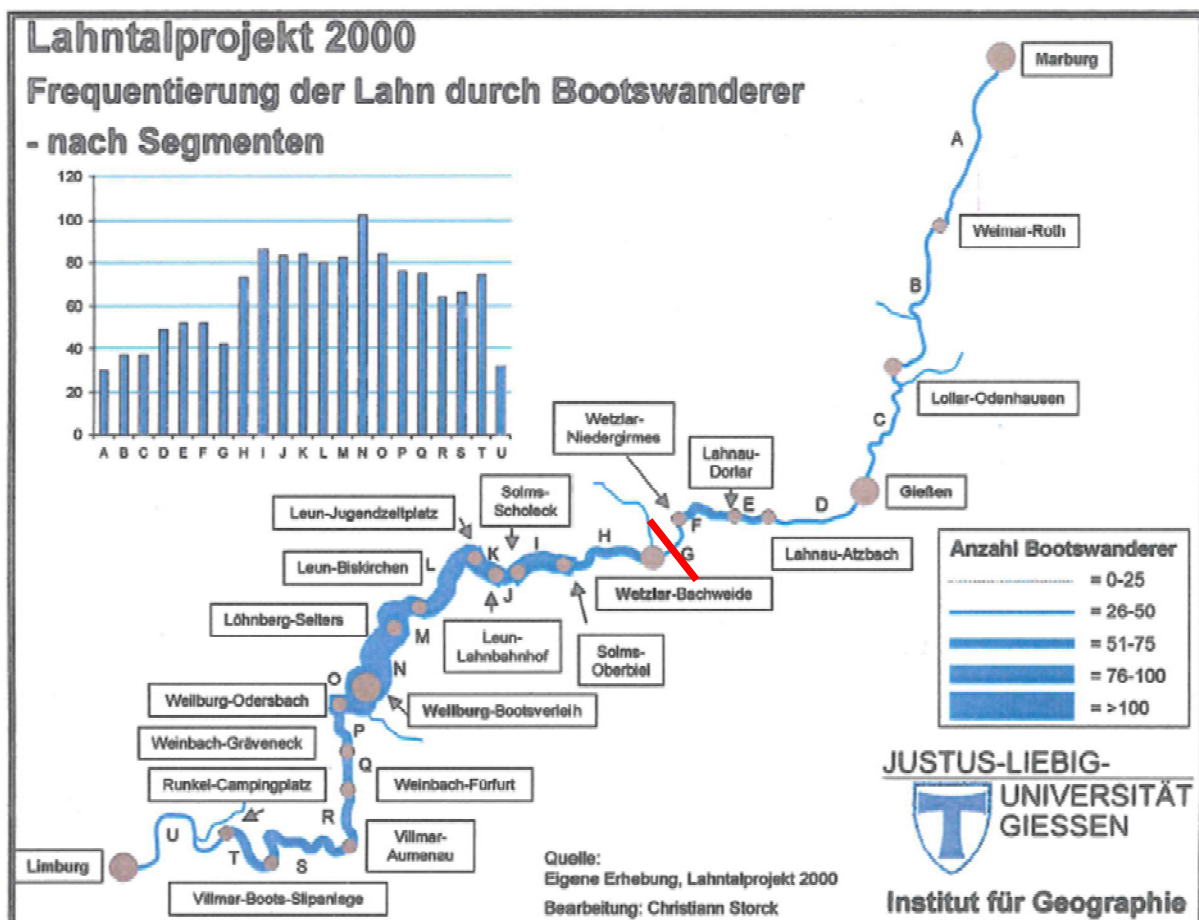 Lahntalprojekt 2000
Frequentierung der Lahn durch Bootswanderer
- nach Segmenten
120
100
80
60
40
20
0
A B C D E F G H I J K L M N O P Q R S T U
Marburg
A
Weimar-Roth
B
Lollar-Odenhausen
C
Gießen
D
Lahnau-Atzbach
E
Lahnau-
Dorlar
F
Wetzlar-
Niedergirmes
G
Wetzlar-Bachweide
H
Solms-
Oberbiel
I
Solms-
Scholeck
J
Leun-
Lahnbahnhof
K
Leun-Jugendzeltplatz
L
Leun-Biskirchen
M
Löhnberg-Selters
N
Weilburg-Bootsverleih
O
Weilburg-Odersbach
P
Weinbach-Gräveneck
Q
Weinbach-Fürfurt
R
Villmar-
Aumenau
S
Villmar-Boots-Slipanlage
T
Runkel-Campingplatz
U
Limburg
Anzahl Bootswanderer
= 0-25
= 26-50
= 51-75
= 76-100
= >100
JUSTUS-LIEBIG-
UNIVERSITÄT
GIESSEN
Institut für Geographie
Quelle:
Eigene Erhebung, Lahntalprojekt 2000
Bearbeitung: Christiann Storck